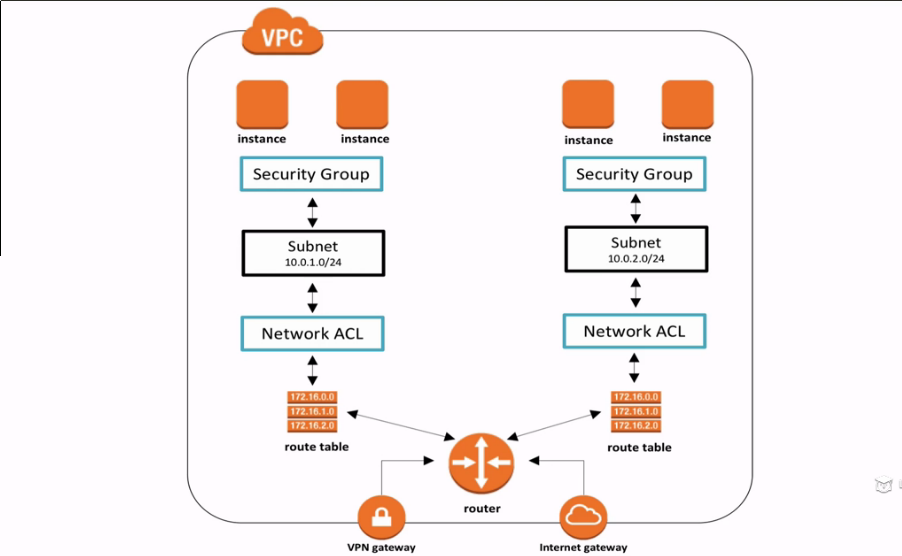 VPC
instance
instance
Security Group
Subnet
10.0.1.0/24
Network ACL
172.16.0.0
172.16.1.0
172.16.2.0
route table
instance
instance
Security Group
Subnet
10.0.2.0/24
Network ACL
172.16.0.0
172.16.1.0
172.16.2.0
route table
router
VPN gateway
Internet gateway